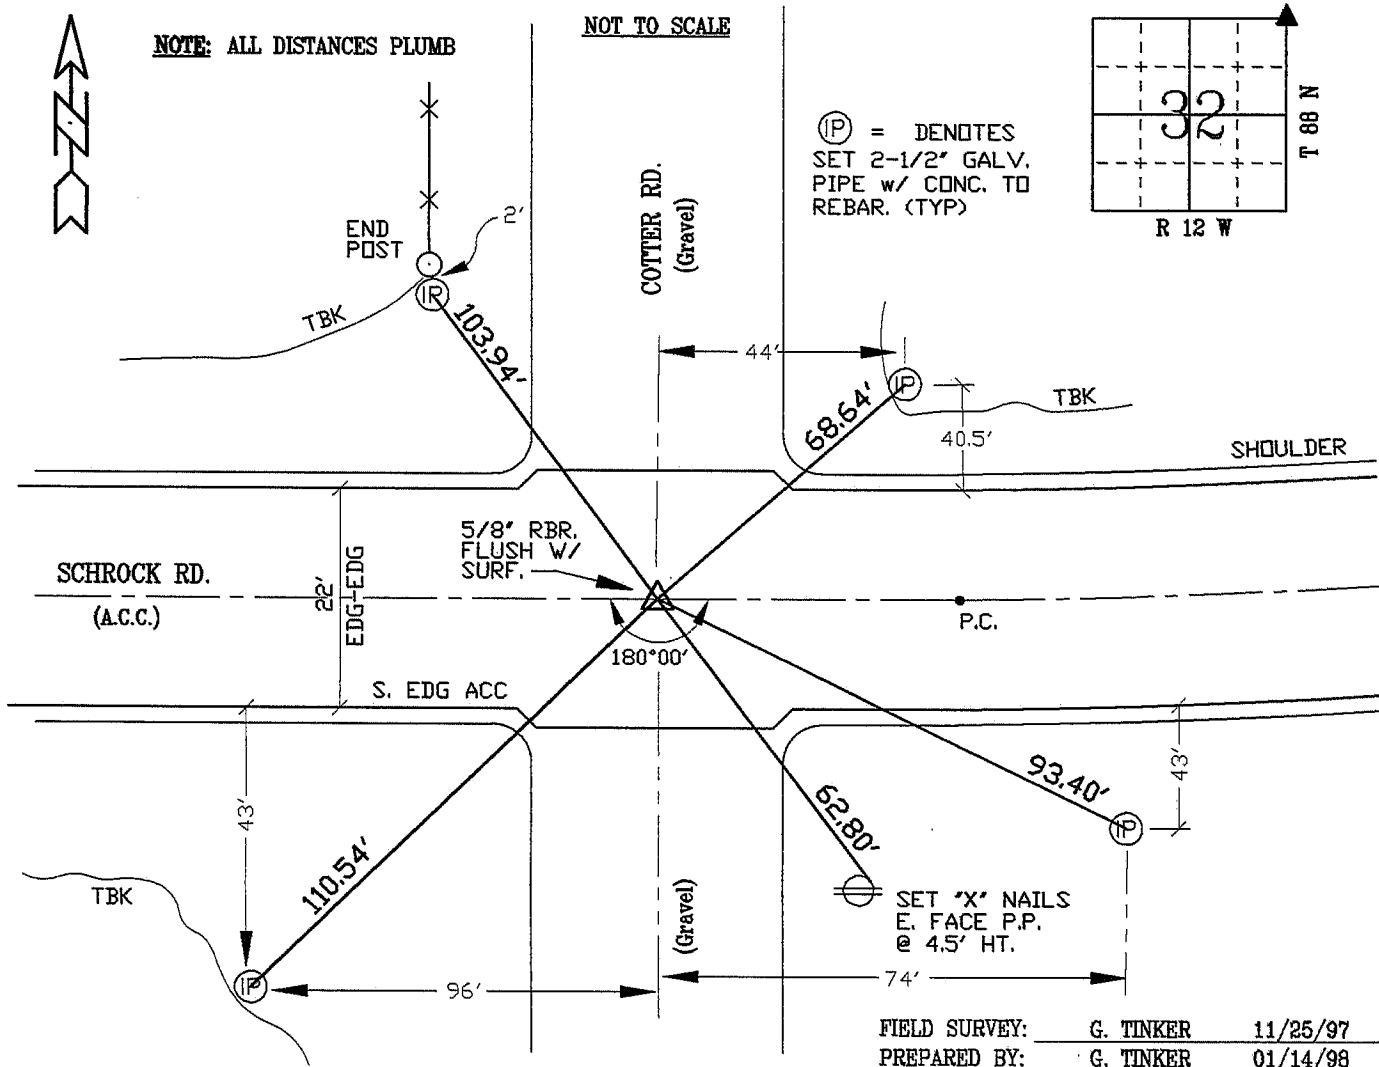 NOT TO SCALE
NOTE: ALL DISTANCES PLUMB
N
32
T 88 N
R 12 W
IP = DENOTES
SET 2-1/2" GALV.
PIPE w/ CONC. TO
REBAR. (TYP)
COTTER RD.
(Gravel)
2'
END
POST
IR
TBK
103.94'
44'
IP
TBK
68.64'
40.5'
SHOULDER
5/8" RBR.
FLUSH W/
SURF.
SCHROCK RD.
(A.C.C.)
22'
EDG-EDG
P.C.
180°00'
S. EDG ACC
43'
93.40'
43'
IP
62.80'
110.54'
TBK
SET "X" NAILS
E. FACE P.P.
@ 4.5' HT.
(Gravel)
IP
96'
74'
FIELD SURVEY: G. TINKER 11/25/97
PREPARED BY: G. TINKER 01/14/98